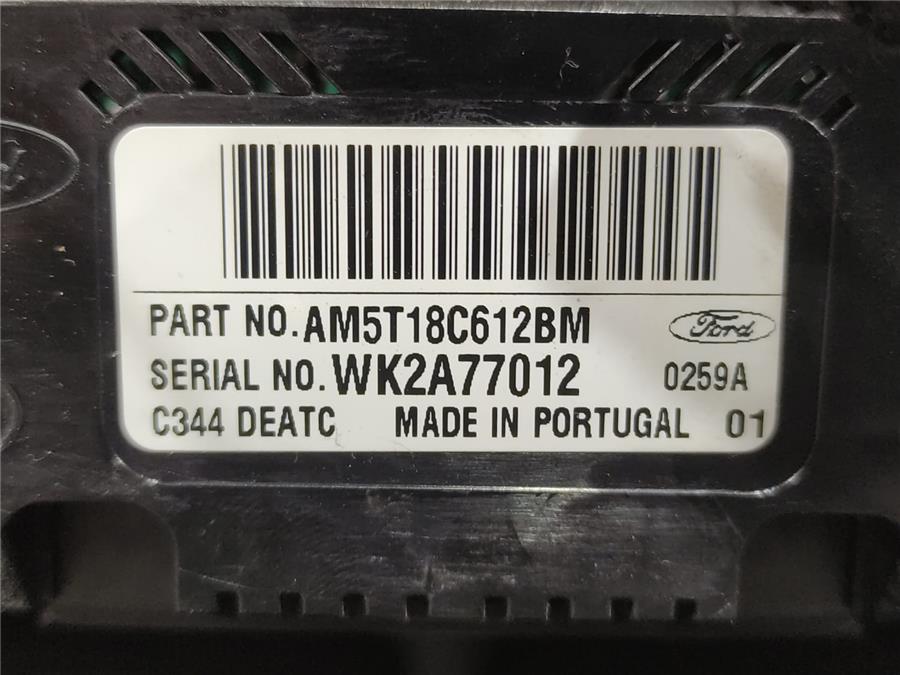 PART NO. AM5T18C612BM Ford
SERIAL NO. WK2A77012 0259A
C344 DEATC MADE IN PORTUGAL 01